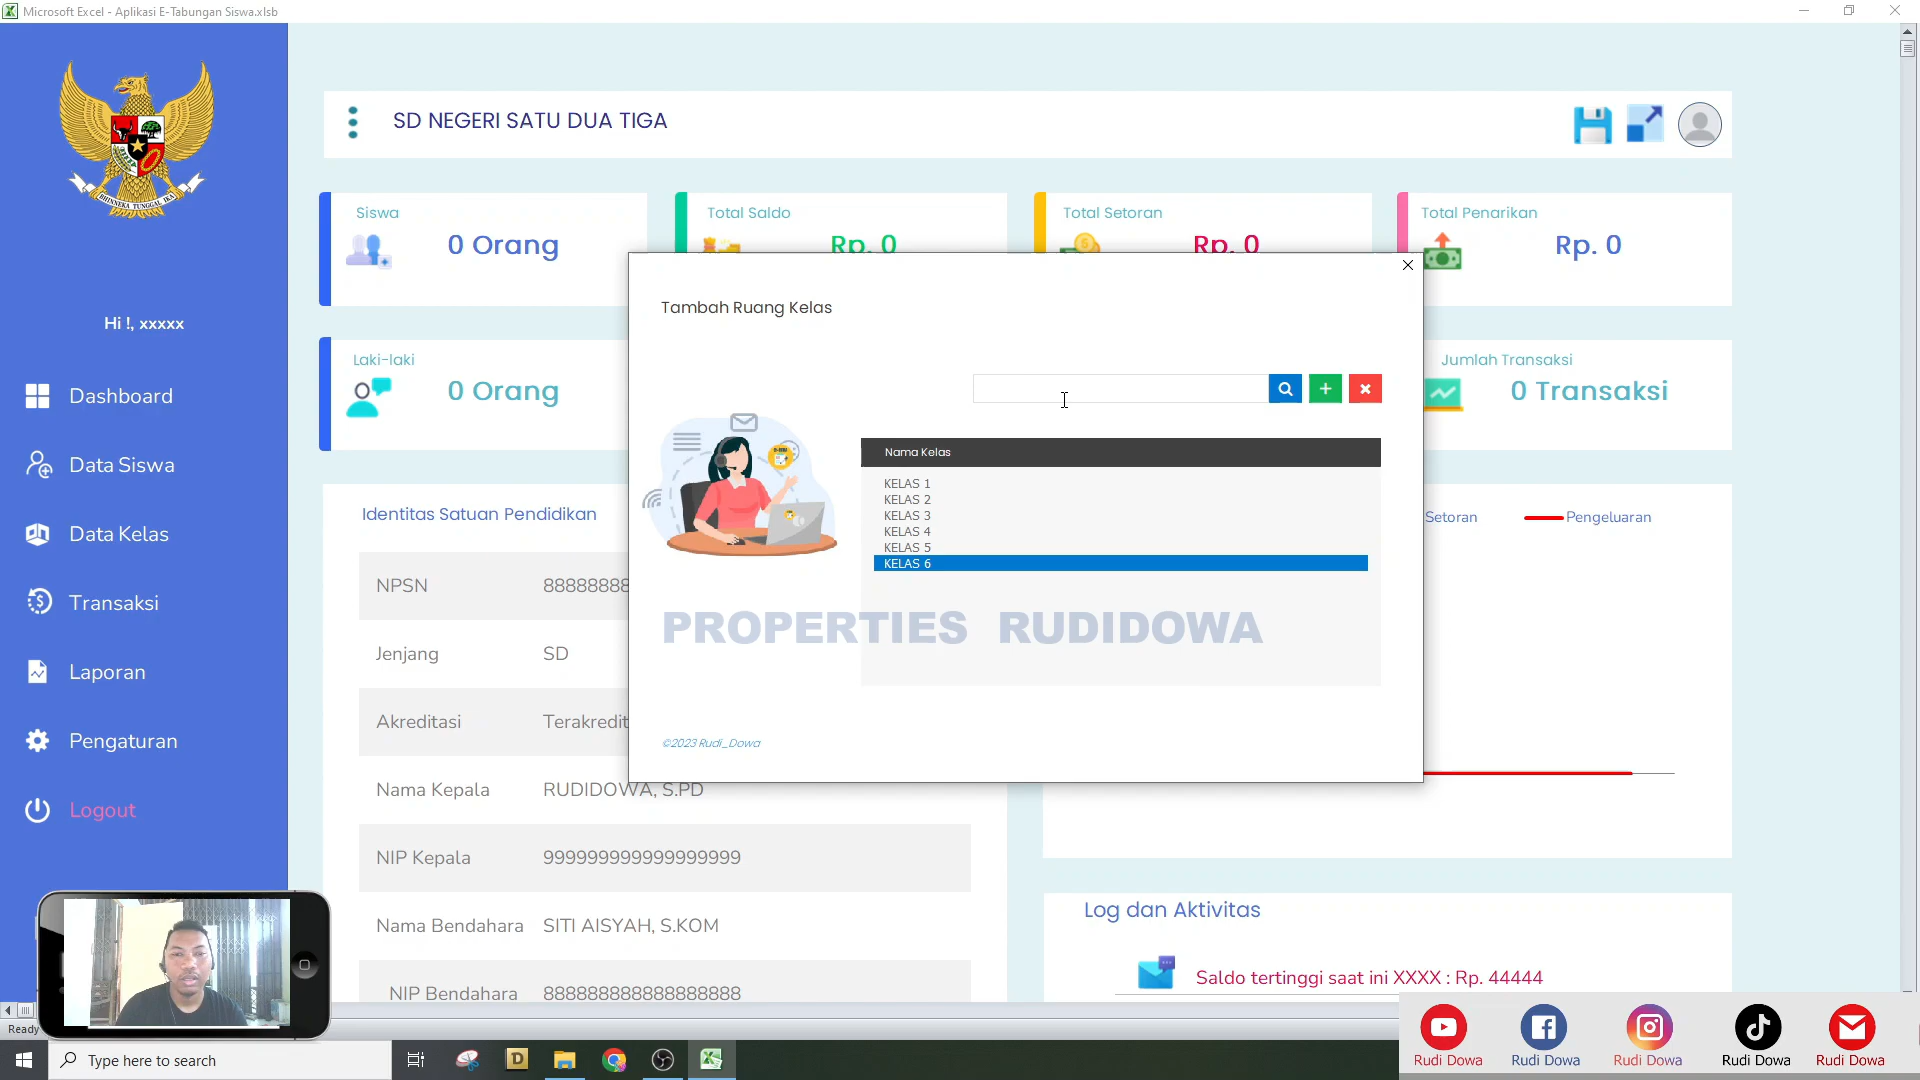 Microsoft Excel - Aplikasi E-Tabungan Siswa.xlsb
BHINNEKA TUNGGAL IKA
Hi !, xxxxx
Dashboard
Data Siswa
Data Kelas
Transaksi
Laporan
Pengaturan
Logout
SD NEGERI SATU DUA TIGA
Siswa
0 Orang
Total Saldo
Rp. 0
Total Setoran
Rp. 0
Total Penarikan
Rp. 0
Laki-laki
0 Orang
Jumlah Transaksi
0 Transaksi
Tambah Ruang Kelas
Nama Kelas
KELAS 1
KELAS 2
KELAS 3
KELAS 4
KELAS 5
KELAS 6
PROPERTIES RUDIDOWA
©2023 Rudi_Dowa
Identitas Satuan Pendidikan
NPSN 88888888
Jenjang SD
Akreditasi Terakredit
Nama Kepala RUDIDOWA, S.PD
NIP Kepala 999999999999999999
Nama Bendahara SITI AISYAH, S.KOM
NIP Bendahara 888888888888888888
Setoran Pengeluaran
Log dan Aktivitas
Saldo tertinggi saat ini XXXX : Rp. 44444
Ready
Type here to search
Rudi Dowa
Rudi Dowa
Rudi Dowa
Rudi Dowa
Rudi Dowa